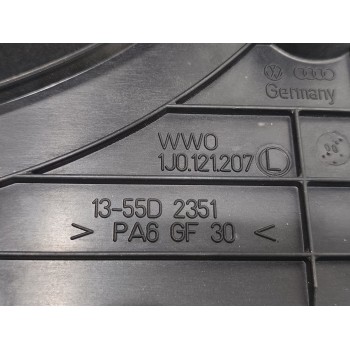 Germany
WWO
1J0.121.207 L
13-55D 2351
> PA6 GF 30 <